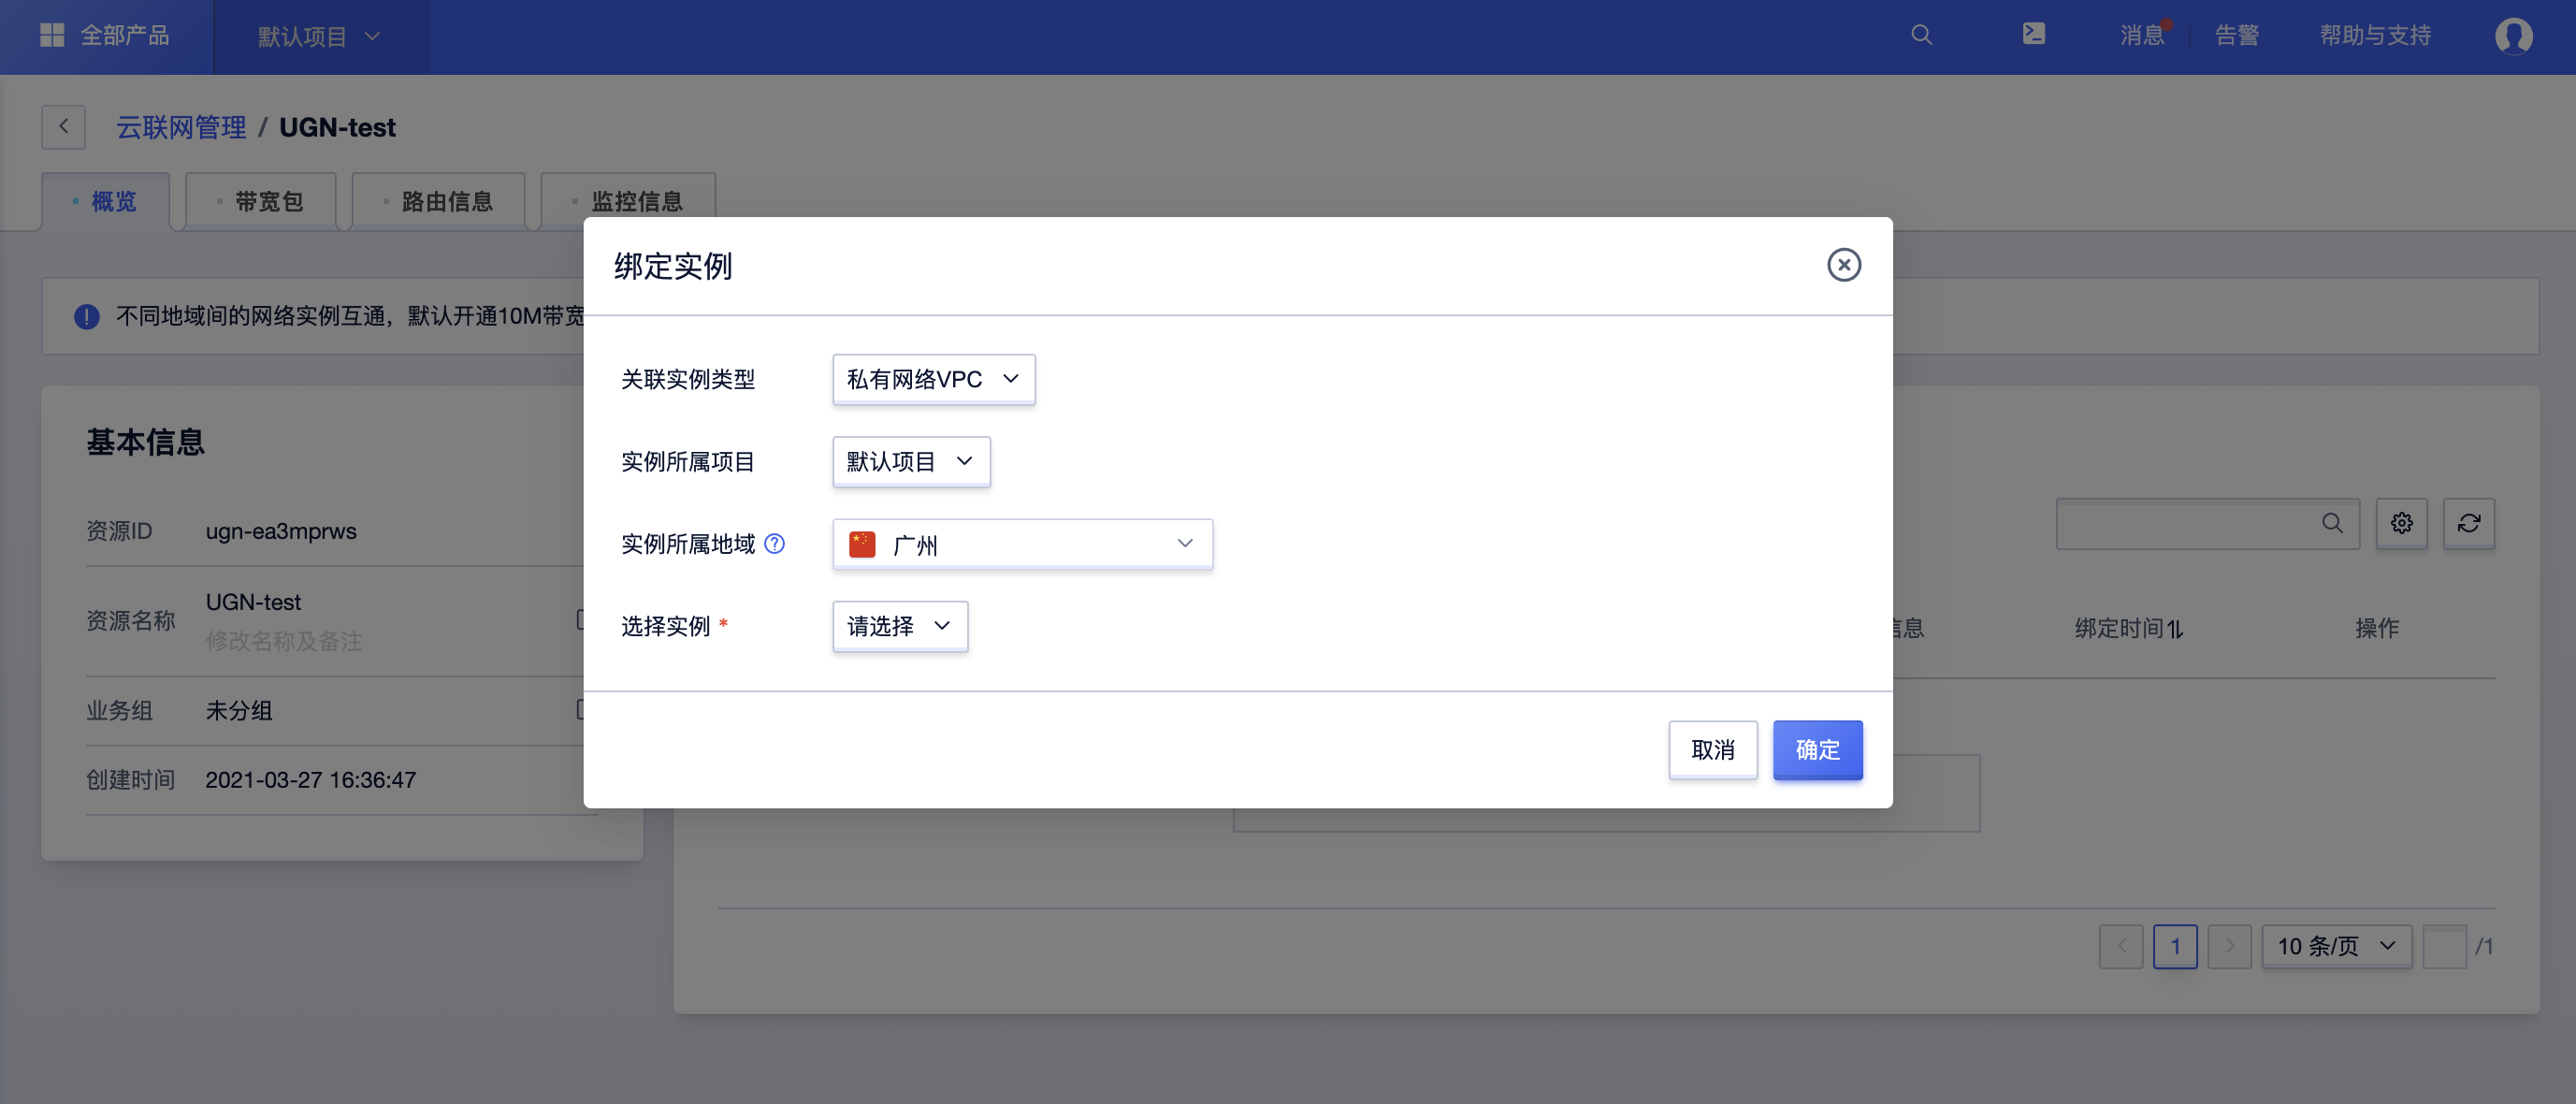 全部产品
默认项目
消息
告警
帮助与支持
云联网管理 / UGN-test
概览
带宽包
路由信息
监控信息
不同地域间的网络实例互通，默认开通10M带宽
绑定实例
关联实例类型 私有网络VPC
实例所属项目 默认项目
实例所属地域 广州
选择实例 * 请选择
取消
确定
基本信息
资源ID ugn-ea3mprws
资源名称 UGN-test
修改名称及备注
业务组 未分组
创建时间 2021-03-27 16:36:47
信息
绑定时间
操作
1
10 条/页
/1